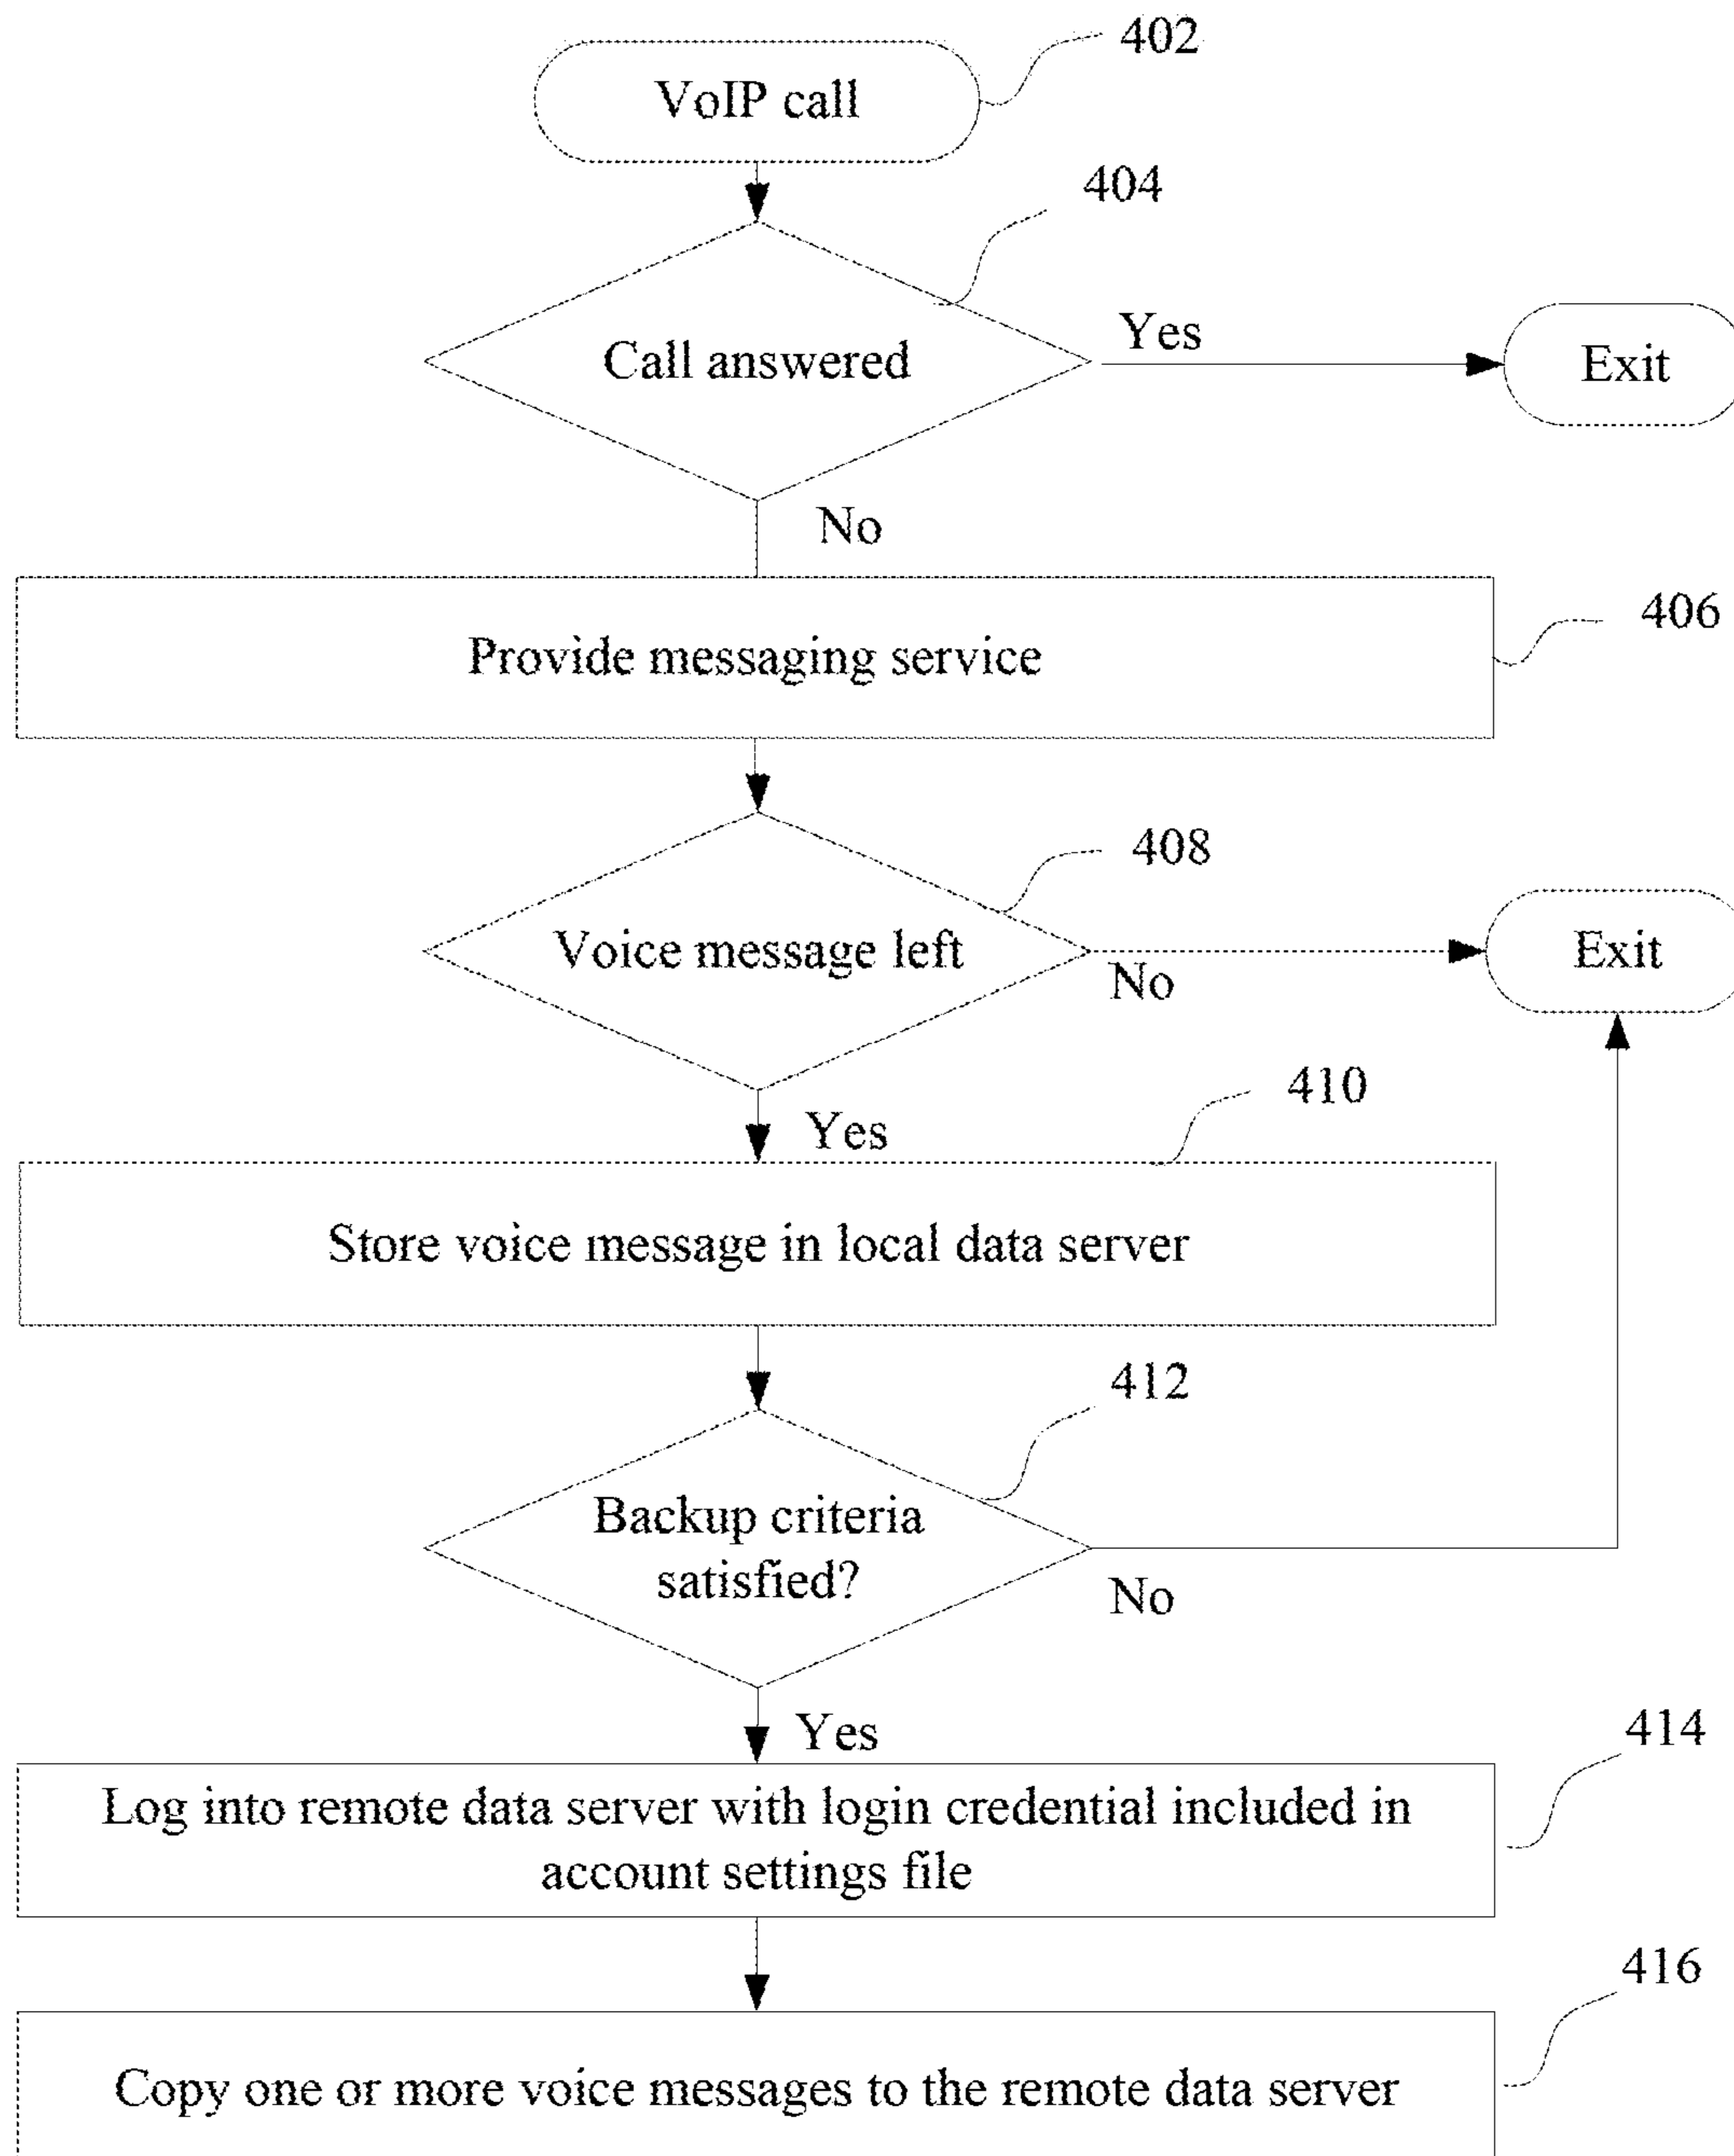 402
VoIP call
404
Call answered
Yes
Exit
No
406
Provide messaging service
408
Voice message left
No
Exit
410
Yes
Store voice message in local data server
412
Backup criteria
satisfied?
No
414
Yes
Log into remote data server with login credential included in
account settings file
416
Copy one or more voice messages to the remote data server